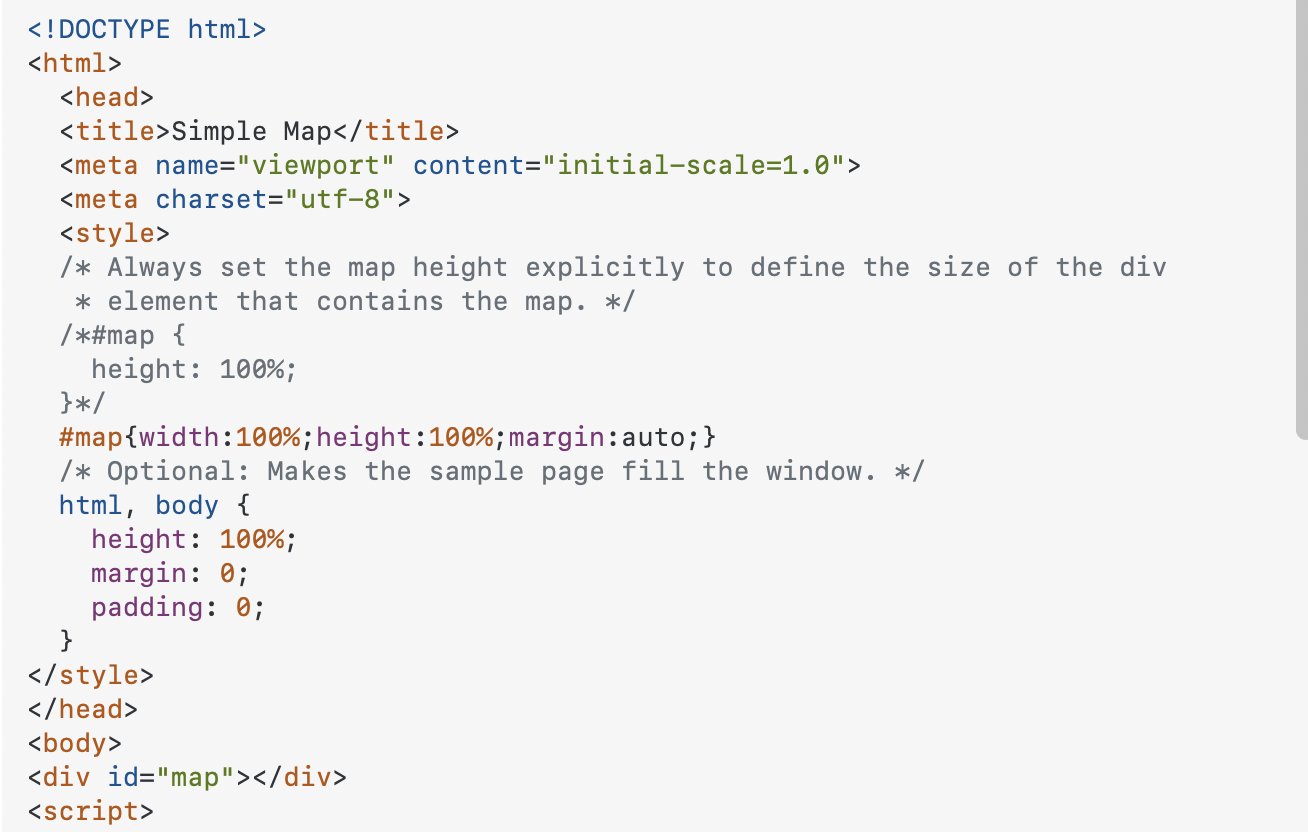 <!DOCTYPE html>
<html>
  <head>
  <title>Simple Map</title>
  <meta name="viewport" content="initial-scale=1.0">
  <meta charset="utf-8">
  <style>
  /* Always set the map height explicitly to define the size of the div
   * element that contains the map. */
  /*#map {
    height: 100%;
  }*/
  #map{width:100%;height:100%;margin:auto;}
  /* Optional: Makes the sample page fill the window. */
  html, body {
    height: 100%;
    margin: 0;
    padding: 0;
  }
</style>
</head>
<body>
<div id="map"></div>
<script>